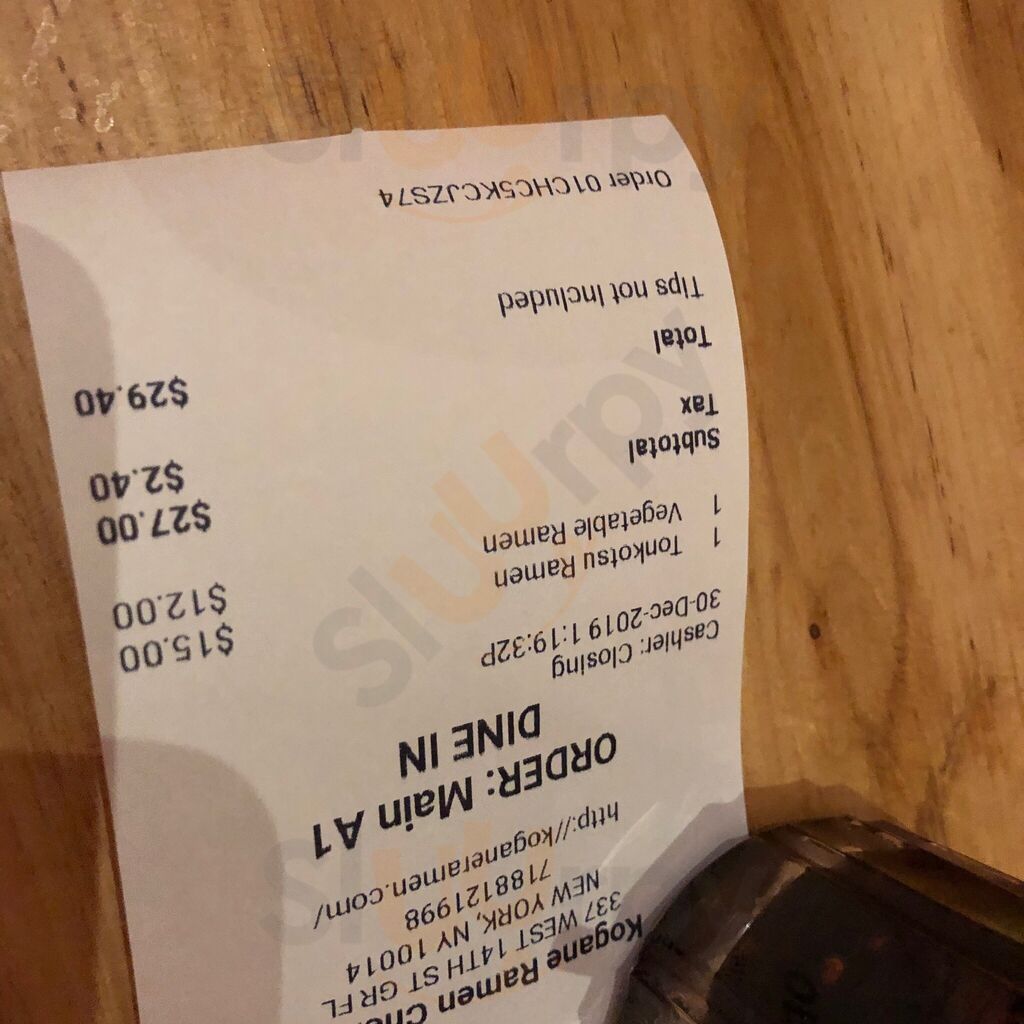 Kogane Ramen
337 WEST 14TH ST GR FL
NEW YORK, NY 10014
7188121998
http://koganeramen.com/
ORDER: Main A1
DINE IN
Cashier: Closing
30-Dec-2019 1:19:32P
1 Tonkotsu Ramen $15.00
1 Vegetable Ramen $12.00
Subtotal $27.00
Tax $2.40
Total $29.40
Tips not Included
Order 01CHC5KCJZS74
Sluurpy
Sluurpy